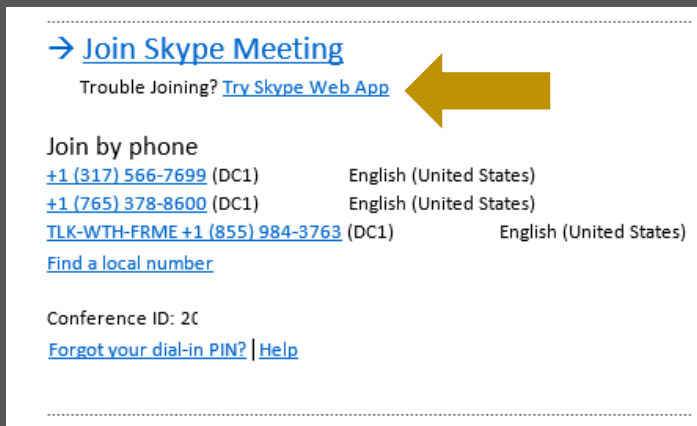 → Join Skype Meeting
Trouble Joining? Try Skype Web App
Join by phone
+1 (317) 566-7699 (DC1) English (United States)
+1 (765) 378-8600 (DC1) English (United States)
TLK-WTH-FRME +1 (855) 984-3763 (DC1) English (United States)
Find a local number
Conference ID: 20
Forgot your dial-in PIN? | Help